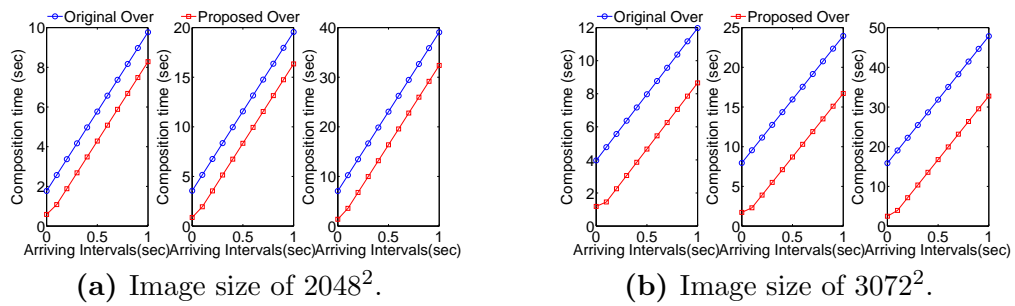 Original Over
Proposed Over
Composition time (sec)
10
8
6
4
2
0
0 0.5 1
Composition time (sec)
20
15
10
5
0
0 0.5 1
Composition time (sec)
40
30
20
10
0
0 0.5 1
Arriving Intervals(sec) Arriving Intervals(sec) Arriving Intervals(sec)
(a) Image size of 2048².
Original Over
Proposed Over
Composition time (sec)
12
10
8
6
4
2
0
0 0.5 1
Composition time (sec)
25
20
15
10
5
0
0 0.5 1
Composition time (sec)
50
40
30
20
10
0
0 0.5 1
Arriving Intervals(sec) Arriving Intervals(sec) Arriving Intervals(sec)
(b) Image size of 3072².